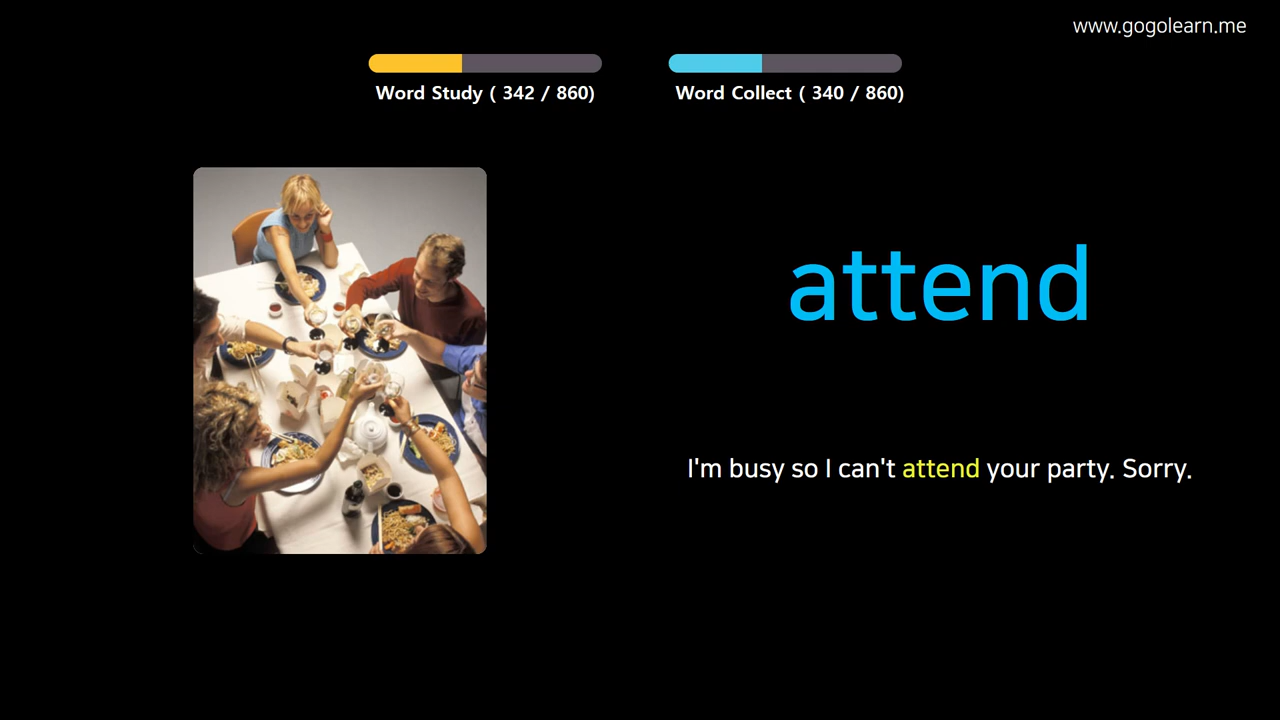 www.gogolearn.me
Word Study ( 342 / 860)
Word Collect ( 340 / 860)
attend
I'm busy so I can't attend your party. Sorry.